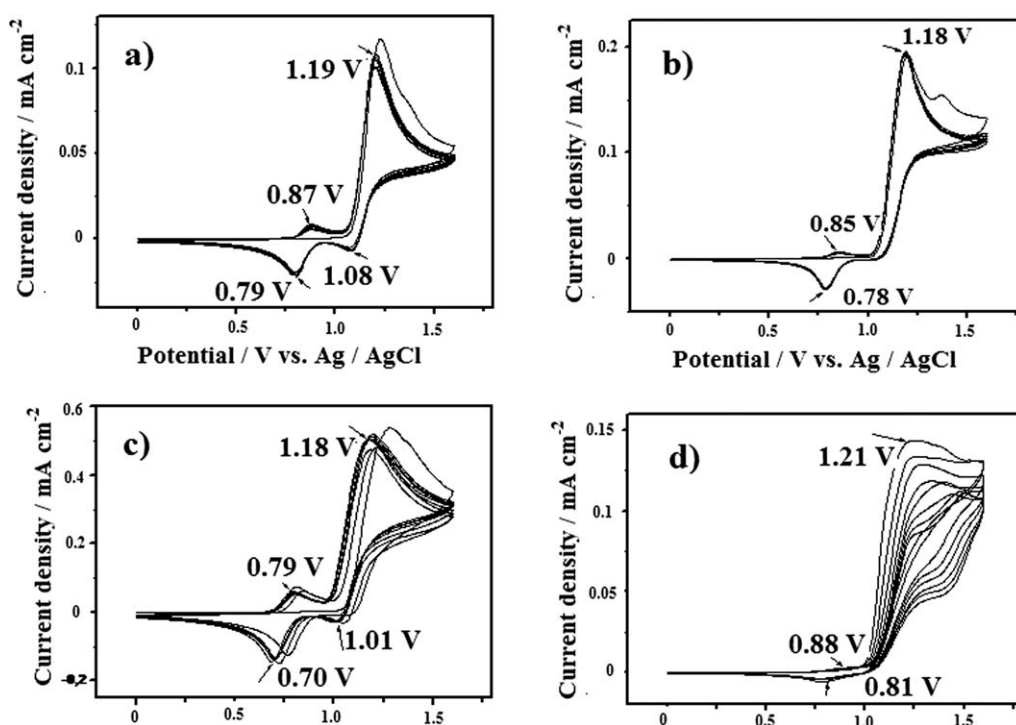 a)
Current density / mA cm-2
0.1
0.05
0
1.19 V
0.87 V
0.79 V
1.08 V
0
0.5
1.0
1.5
Potential / V vs. Ag / AgCl
b)
Current density / mA cm-2
0.2
0.1
0
1.18 V
0.85 V
0.78 V
0
0.5
1.0
1.5
Potential / V vs. Ag / AgCl
c)
Current density / mA cm-2
0.6
0.4
0.2
0
-0.2
1.18 V
0.79 V
1.01 V
0.70 V
0
0.5
1.0
1.5
d)
Current density / mA cm-2
0.15
0.1
0.05
0
1.21 V
0.88 V
0.81 V
0
0.5
1.0
1.5